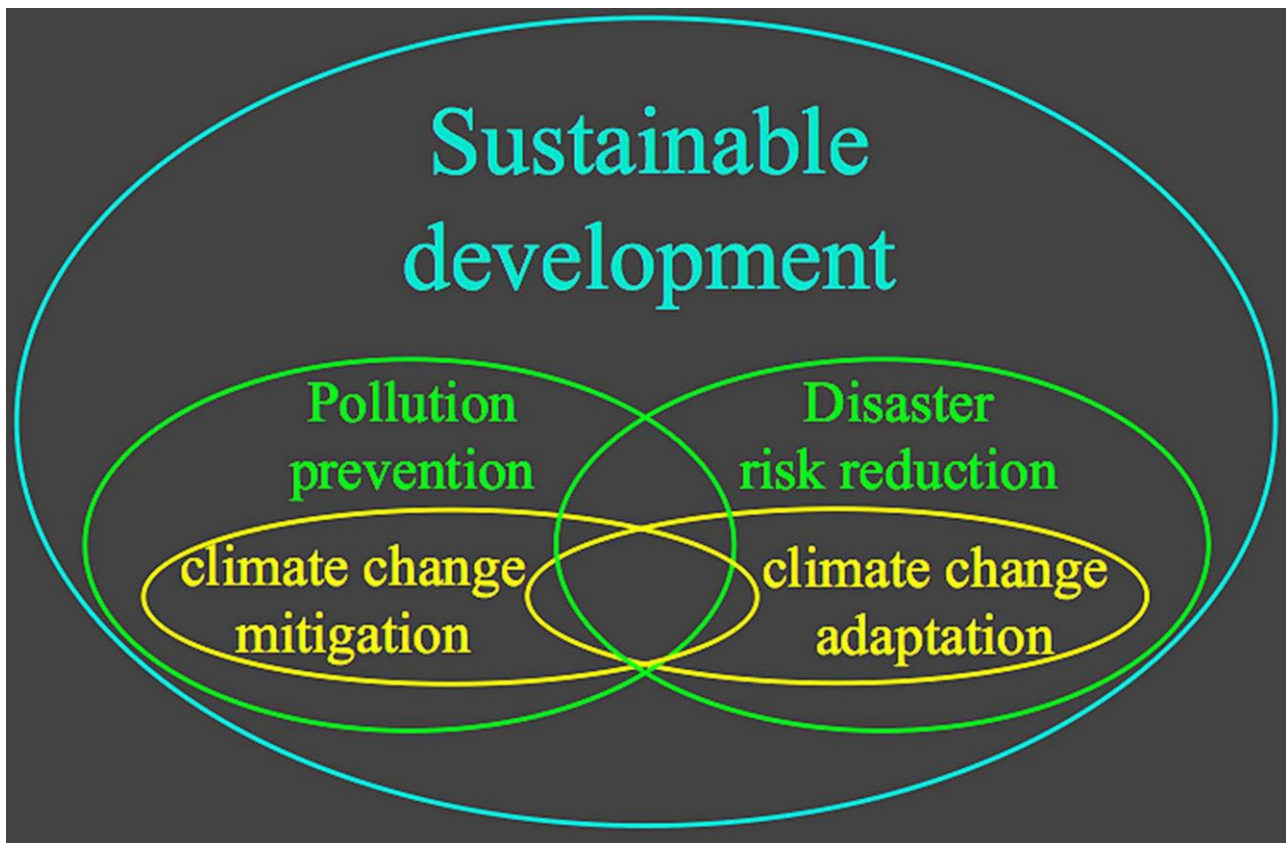 Sustainable
development
Pollution
prevention
Disaster
risk reduction
climate change
mitigation
climate change
adaptation